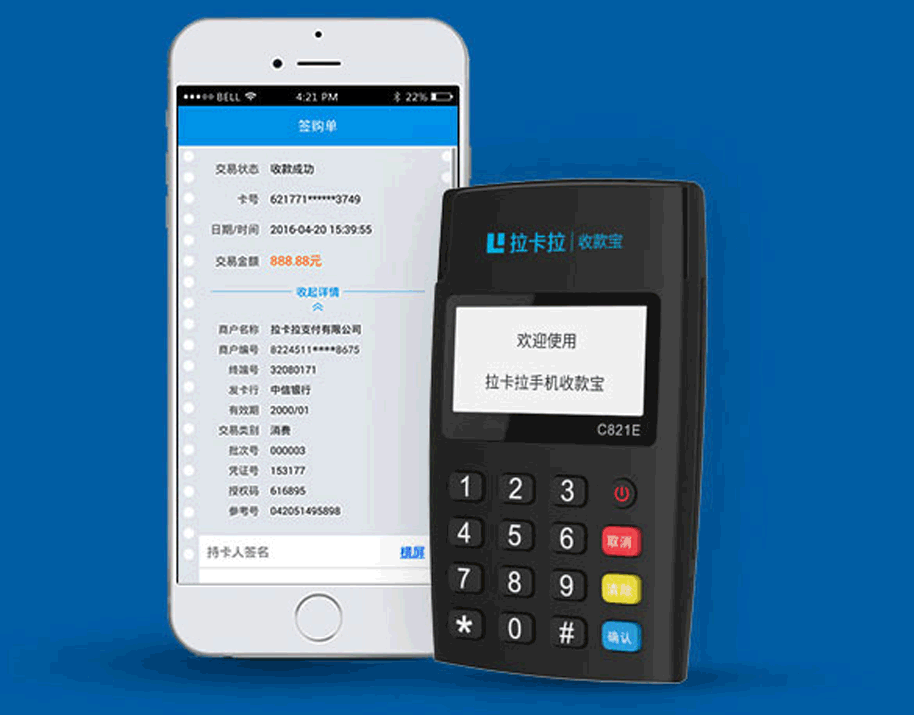 ●●●○○ BELL 4:21 PM 22%
签购单
交易状态 收款成功
卡号 621771******3749
日期/时间 2016-04-20 15:39:55
交易金额 888.88元
收起详情
商户名称 拉卡拉支付有限公司
商户编号 8224511****8675
终端号 32080171
发卡行 中信银行
有效期 2000/01
交易类别 消费
批次号 000003
凭证号 153177
授权码 616895
参考号 042051495898
持卡人签名 横屏
拉卡拉 | 收款宝
欢迎使用
拉卡拉手机收款宝
C821E
1 2 3
4 5 6 取消
7 8 9 清除
* 0 # 确认